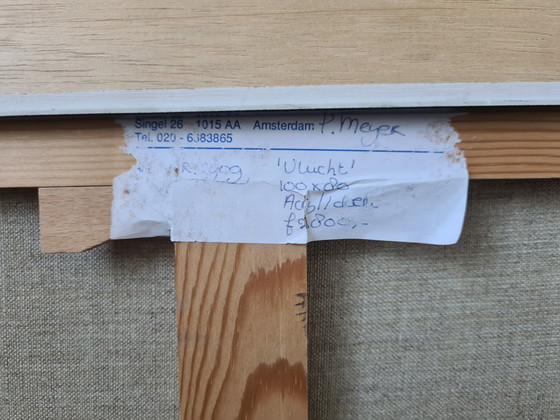 Singel 26 1015 AA Amsterdam P. Meyer
Tel. 020 - 6383865
'Vlucht'
100x80
Acryl/doek.